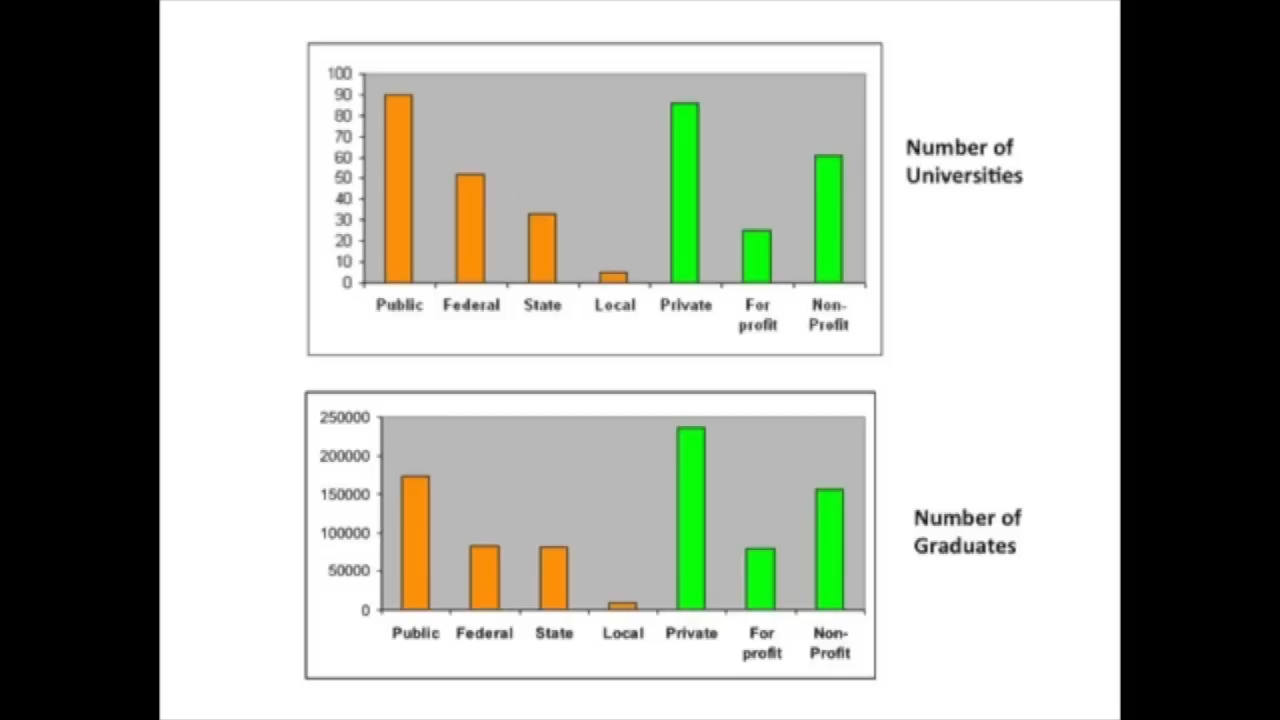 100
90
80
70
60
50
40
30
20
10
0
Public Federal State Local Private For profit Non-Profit
Number of
Universities
250000
200000
150000
100000
50000
0
Public Federal State Local Private For profit Non-Profit
Number of
Graduates